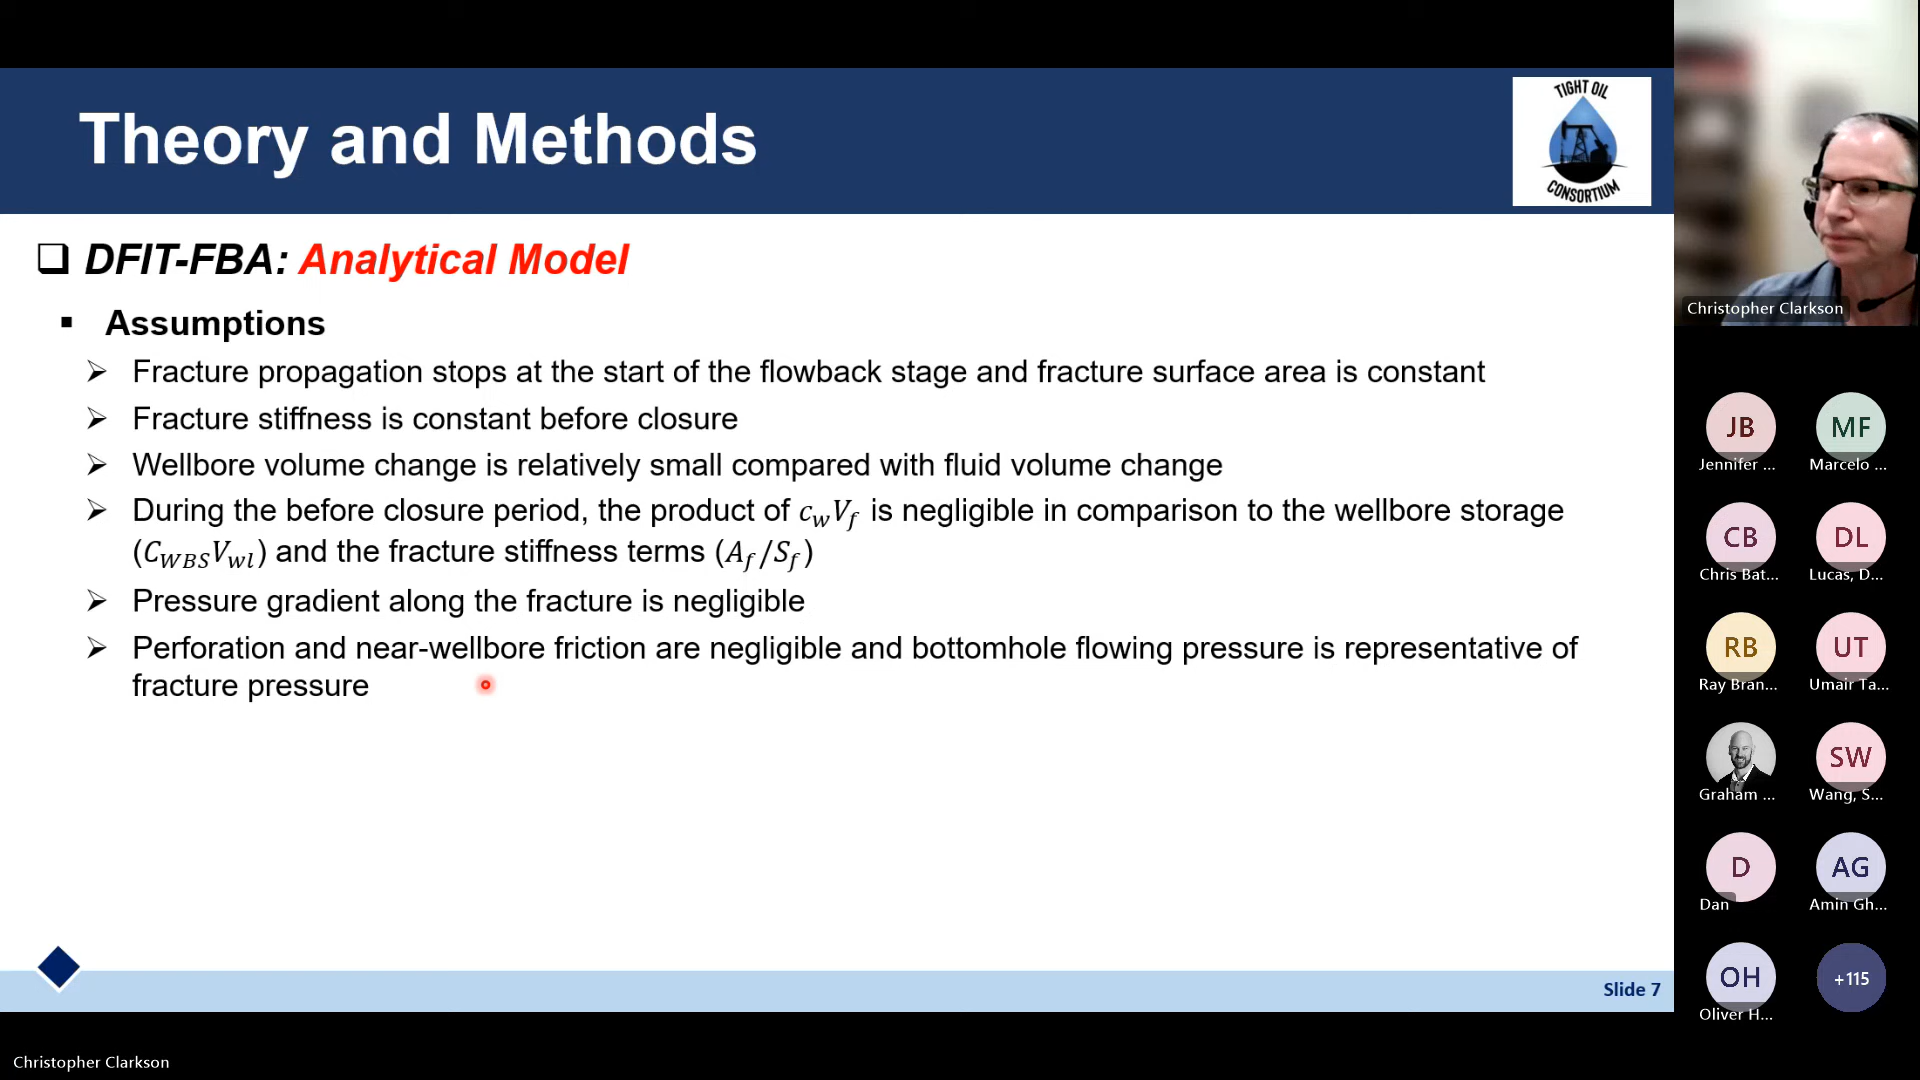 Theory and Methods
TIGHT OIL
CONSORTIUM
❑ DFIT-FBA: Analytical Model
▪ Assumptions
➢ Fracture propagation stops at the start of the flowback stage and fracture surface area is constant
➢ Fracture stiffness is constant before closure
➢ Wellbore volume change is relatively small compared with fluid volume change
➢ During the before closure period, the product of $c_w V_f$ is negligible in comparison to the wellbore storage
($C_{WBS}V_{wl}$) and the fracture stiffness terms ($A_f/S_f$)
➢ Pressure gradient along the fracture is negligible
➢ Perforation and near-wellbore friction are negligible and bottomhole flowing pressure is representative of
fracture pressure
Slide 7
Christopher Clarkson
Christopher Clarkson
JB
Jennifer ...
MF
Marcelo ...
CB
Chris Bat...
DL
Lucas, D...
RB
Ray Bran...
UT
Umair Ta...
Graham ...
SW
Wang, S...
D
Dan
AG
Amin Gh...
OH
Oliver H...
+115